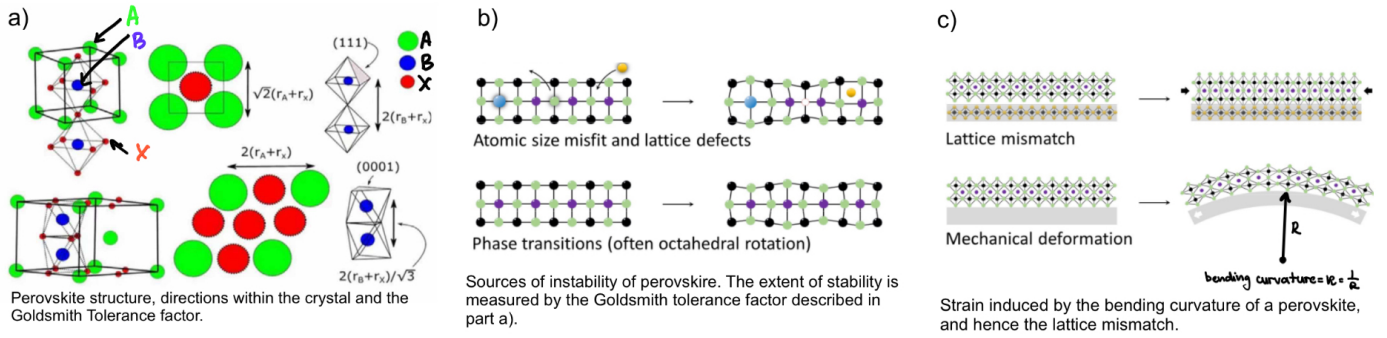 a)
A
B
X
√2(rA+rx)
(111)
A
B
X
2(rB+rx)
2(rA+rx)
(0001)
2(rB+rx)/√3
Perovskite structure, directions within the crystal and the
Goldsmith Tolerance factor.
b)
Atomic size misfit and lattice defects
Phase transitions (often octahedral rotation)
Sources of instability of perovskire. The extent of stability is
measured by the Goldsmith tolerance factor described in
part a).
c)
Lattice mismatch
Mechanical deformation
R
bending curvature = κ = 1/R
Strain induced by the bending curvature of a perovskite,
and hence the lattice mismatch.